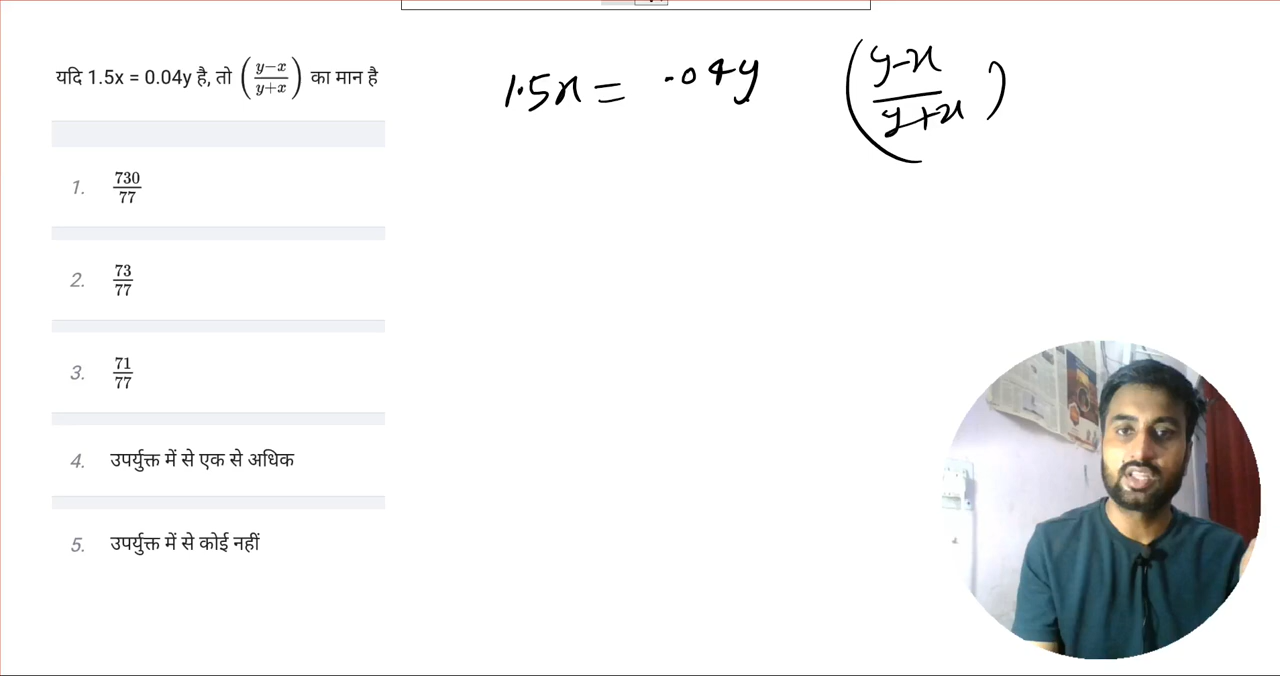 यदि 1.5x = 0.04y है, तो (y−x / y+x) का मान है
1. 730/77
2. 73/77
3. 71/77
4. उपर्युक्त में से एक से अधिक
5. उपर्युक्त में से कोई नहीं
1.5x = .04y (y-x / y+x)